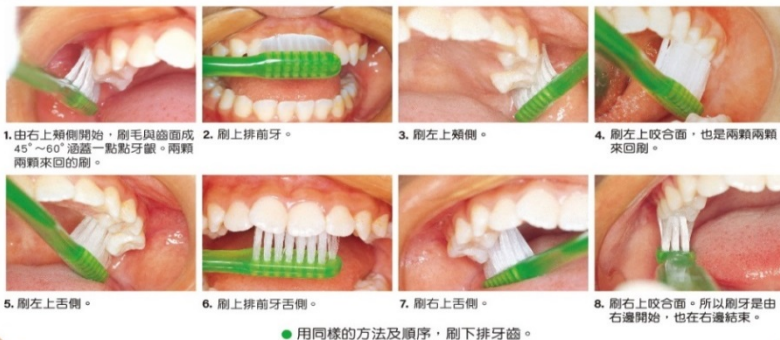 1. 由右上頰側開始，刷毛與齒面成
45°～60°涵蓋一點點牙齦。兩顆
兩顆來回的刷。
2. 刷上排前牙。
3. 刷左上頰側。
4. 刷左上咬合面，也是兩顆兩顆
來回刷。
5. 刷左上舌側。
6. 刷上排前牙舌側。
7. 刷右上舌側。
8. 刷右上咬合面。所以刷牙是由
右邊開始，也在右邊結束。
● 用同樣的方法及順序，刷下排牙齒。